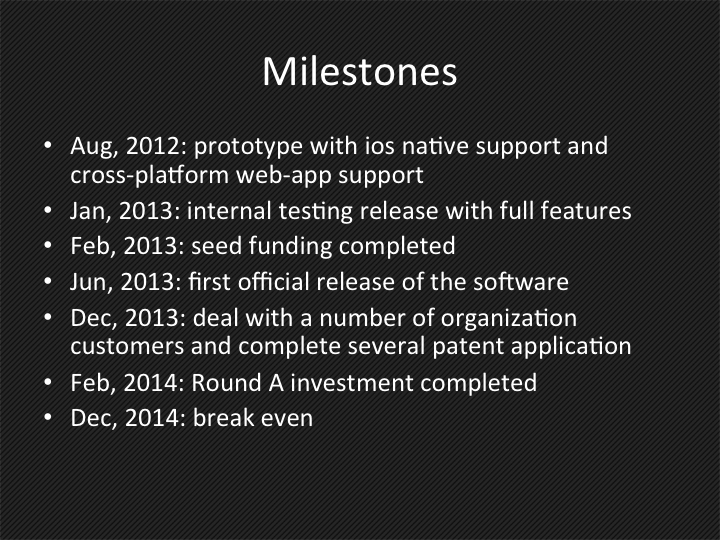 Milestones
• Aug, 2012: prototype with ios native support and
cross-platform web-app support
• Jan, 2013: internal testing release with full features
• Feb, 2013: seed funding completed
• Jun, 2013: first official release of the software
• Dec, 2013: deal with a number of organization
customers and complete several patent application
• Feb, 2014: Round A investment completed
• Dec, 2014: break even